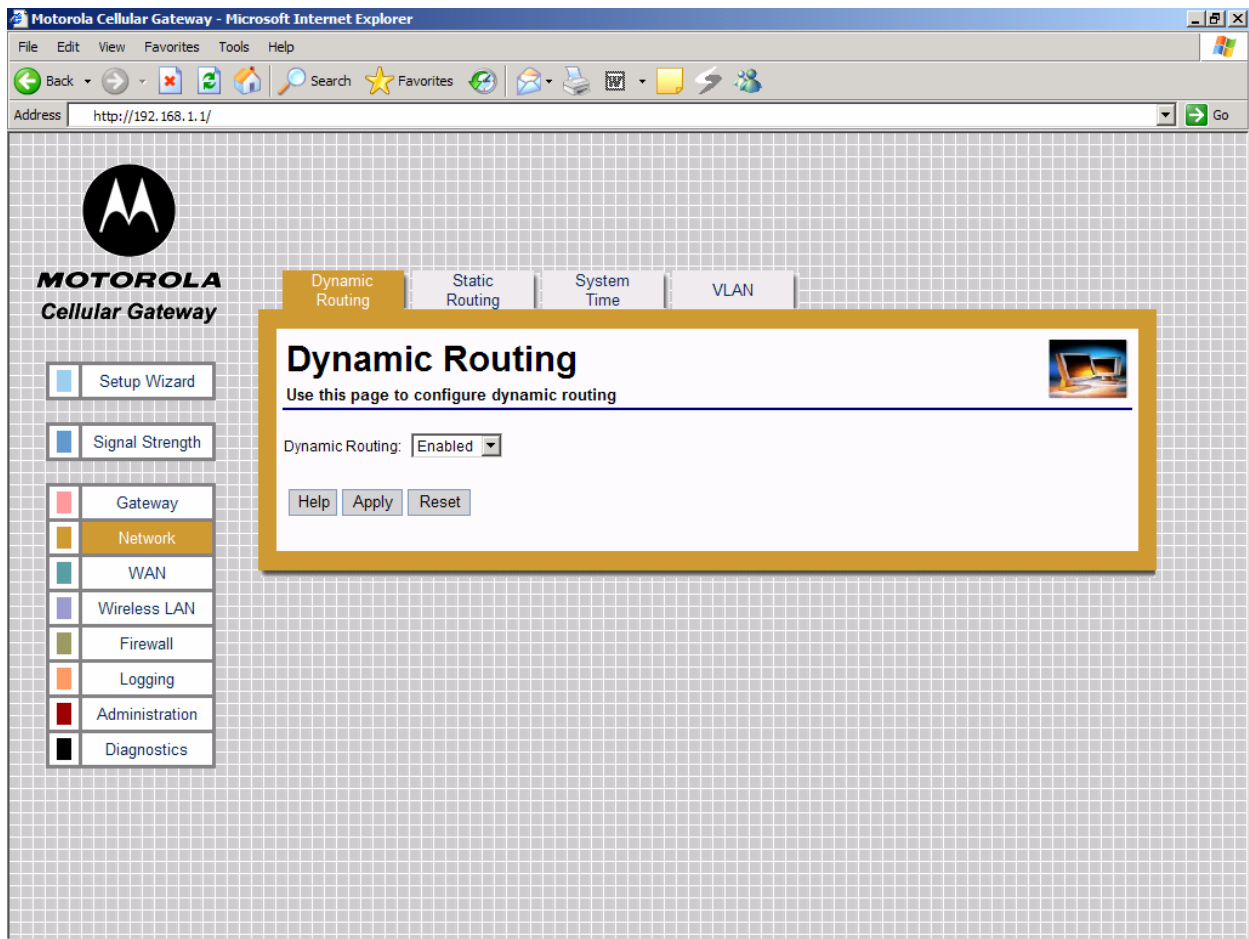 Motorola Cellular Gateway - Microsoft Internet Explorer
File Edit View Favorites Tools Help
Back Search Favorites
Address http://192.168.1.1/ Go
MOTOROLA
Cellular Gateway
Dynamic Routing
Static Routing
System Time
VLAN
Dynamic Routing
Use this page to configure dynamic routing
Dynamic Routing: Enabled
Help Apply Reset
Setup Wizard
Signal Strength
Gateway
Network
WAN
Wireless LAN
Firewall
Logging
Administration
Diagnostics